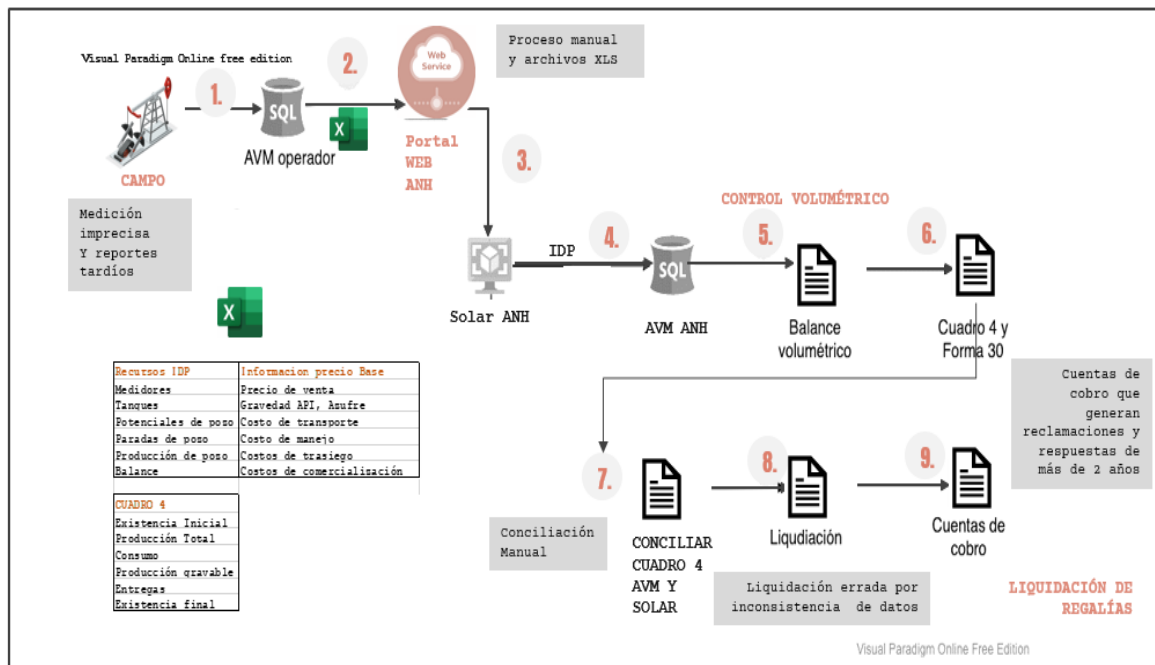 Visual Paradigm Online free edition
1.
2.
Web
Service
Proceso manual
y archivos XLS
SQL
X
AVM operador
Portal
WEB
ANH
CAMPO
3.
Medición
imprecisa
Y reportes
tardíos
CONTROL VOLUMÉTRICO
IDP
4.
5.
6.
SQL
X
Solar ANH
AVM ANH
Balance
volumétrico
Cuadro 4 y
Forma 30
Recursos IDP Informacion precio Base
Medidores Precio de venta
Tanques Gravedad API, Asufre
Potenciales de poso Costo de transporte
Paradas de poso Costo de manejo
Producción de poso Costos de trasiego
Balance Costos de comercialisación
Cuentas de
cobro que
generan
reclamaciones y
respuestas de
más de 2 años
7.
8.
9.
CUADRO 4
Existencia Inicial
Producción Total
Consumo
Producción gravable
Entregas
Existencia final
Conciliación
Manual
CONCILIAR
CUADRO 4
AVM Y
SOLAR
Liqudiación
Cuentas de
cobro
Liquidación errada por
inconsistencia de datos
LIQUIDACIÓN DE
REGALÍAS
Visual Paradigm Online Free Edition